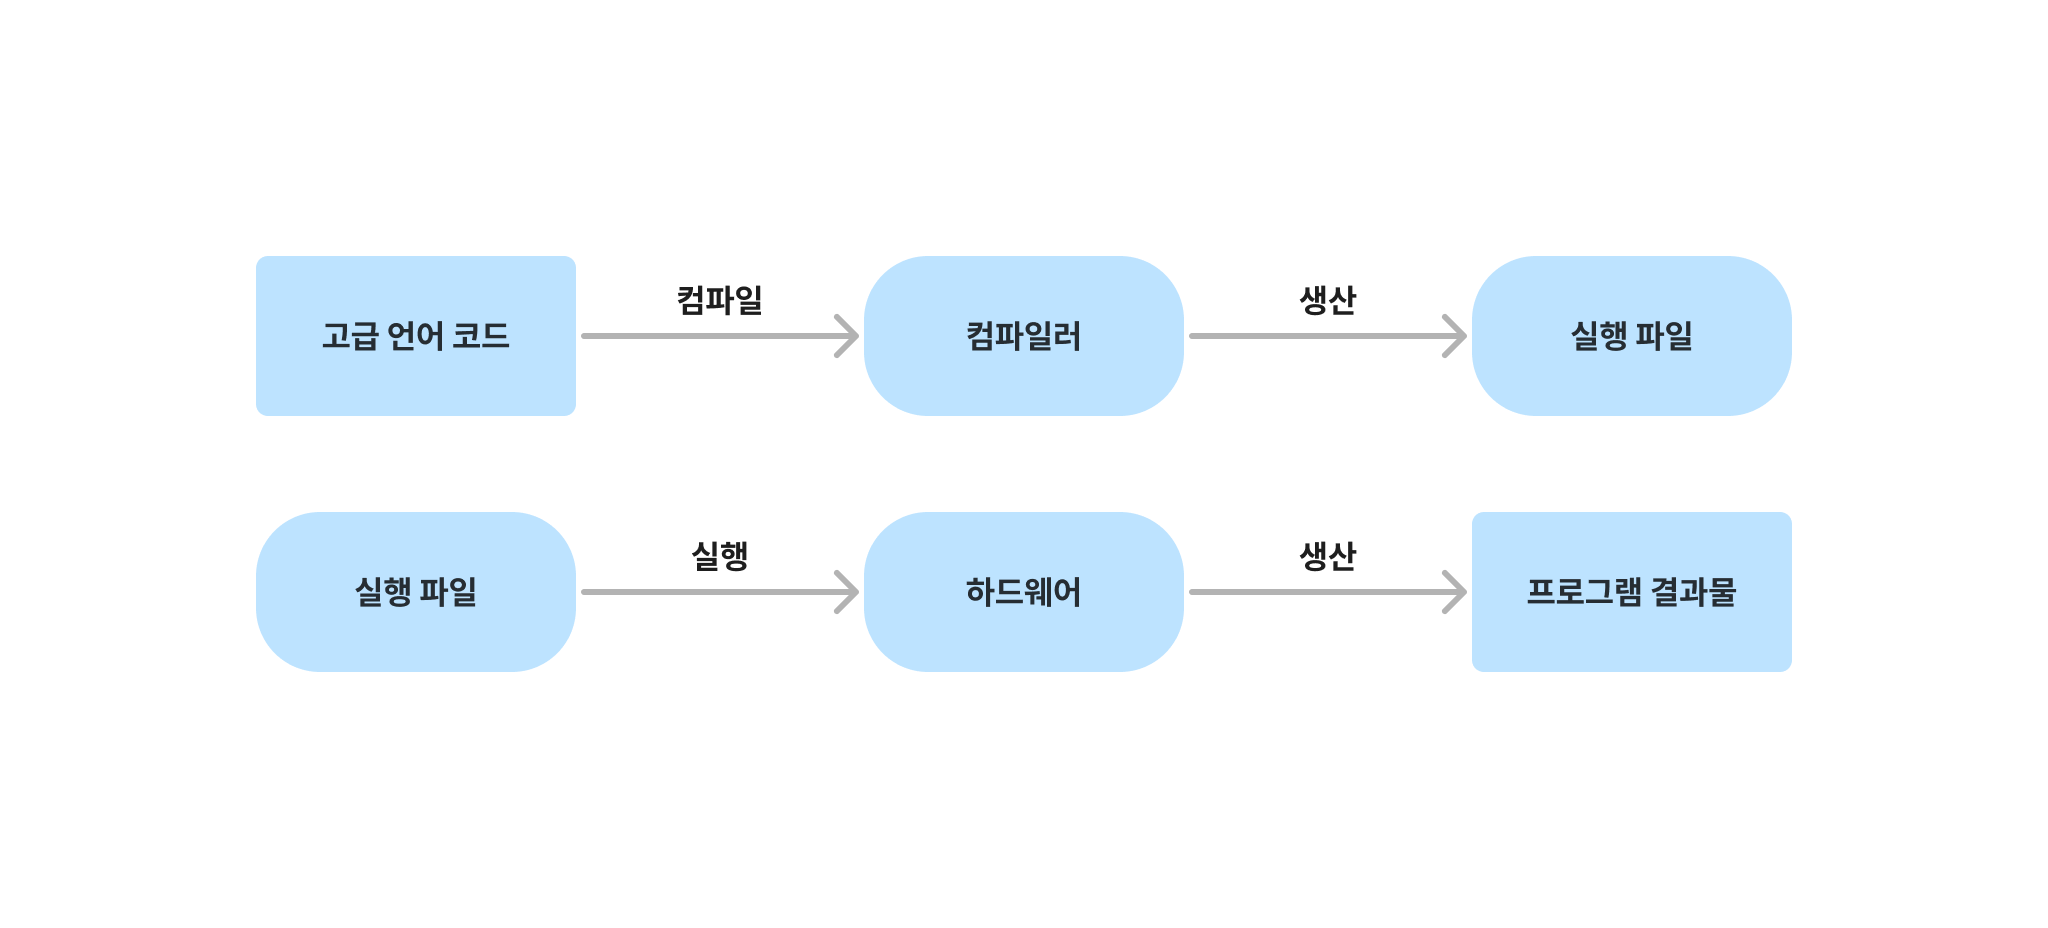 고급 언어 코드
컴파일
컴파일러
생산
실행 파일
실행 파일
실행
하드웨어
생산
프로그램 결과물